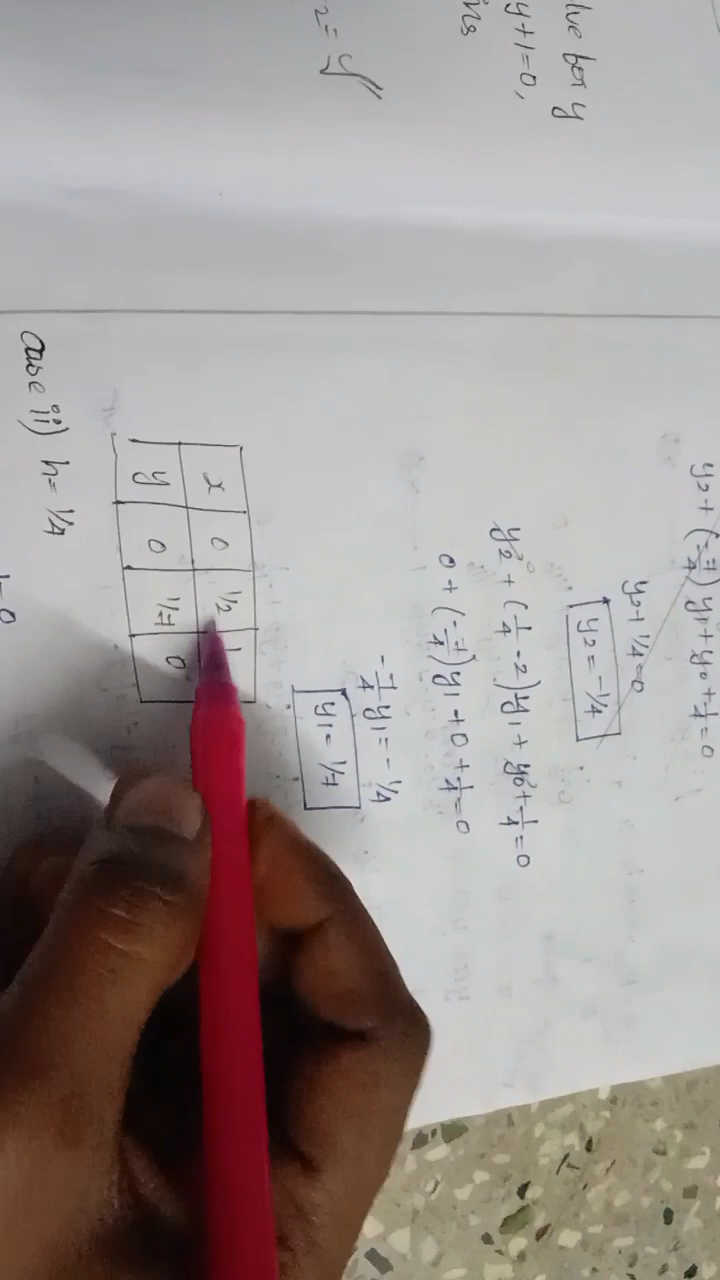 lve for y
y+1=0,
ns
2 = y
y2 + (-7/4) y1 + y0 + 1/4 = 0
y2 + 1/4 = 0
y2 = -1/4
y2 + (1/4 - 2) y1 + y0 + 1/4 = 0
0 + (-7/4) y1 + 0 + 1/4 = 0
-7/4 y1 = -1/4
y1 = 1/7
x 0 1/2 1
y 0 1/7 0
Case ii) h = 1/4
= 0